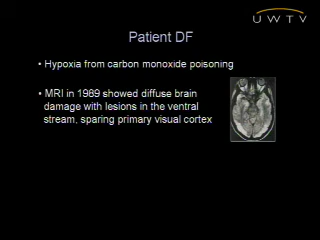 UWTV
Patient DF
• Hypoxia from carbon monoxide poisoning
• MRI in 1989 showed diffuse brain
damage with lesions in the ventral
stream, sparing primary visual cortex